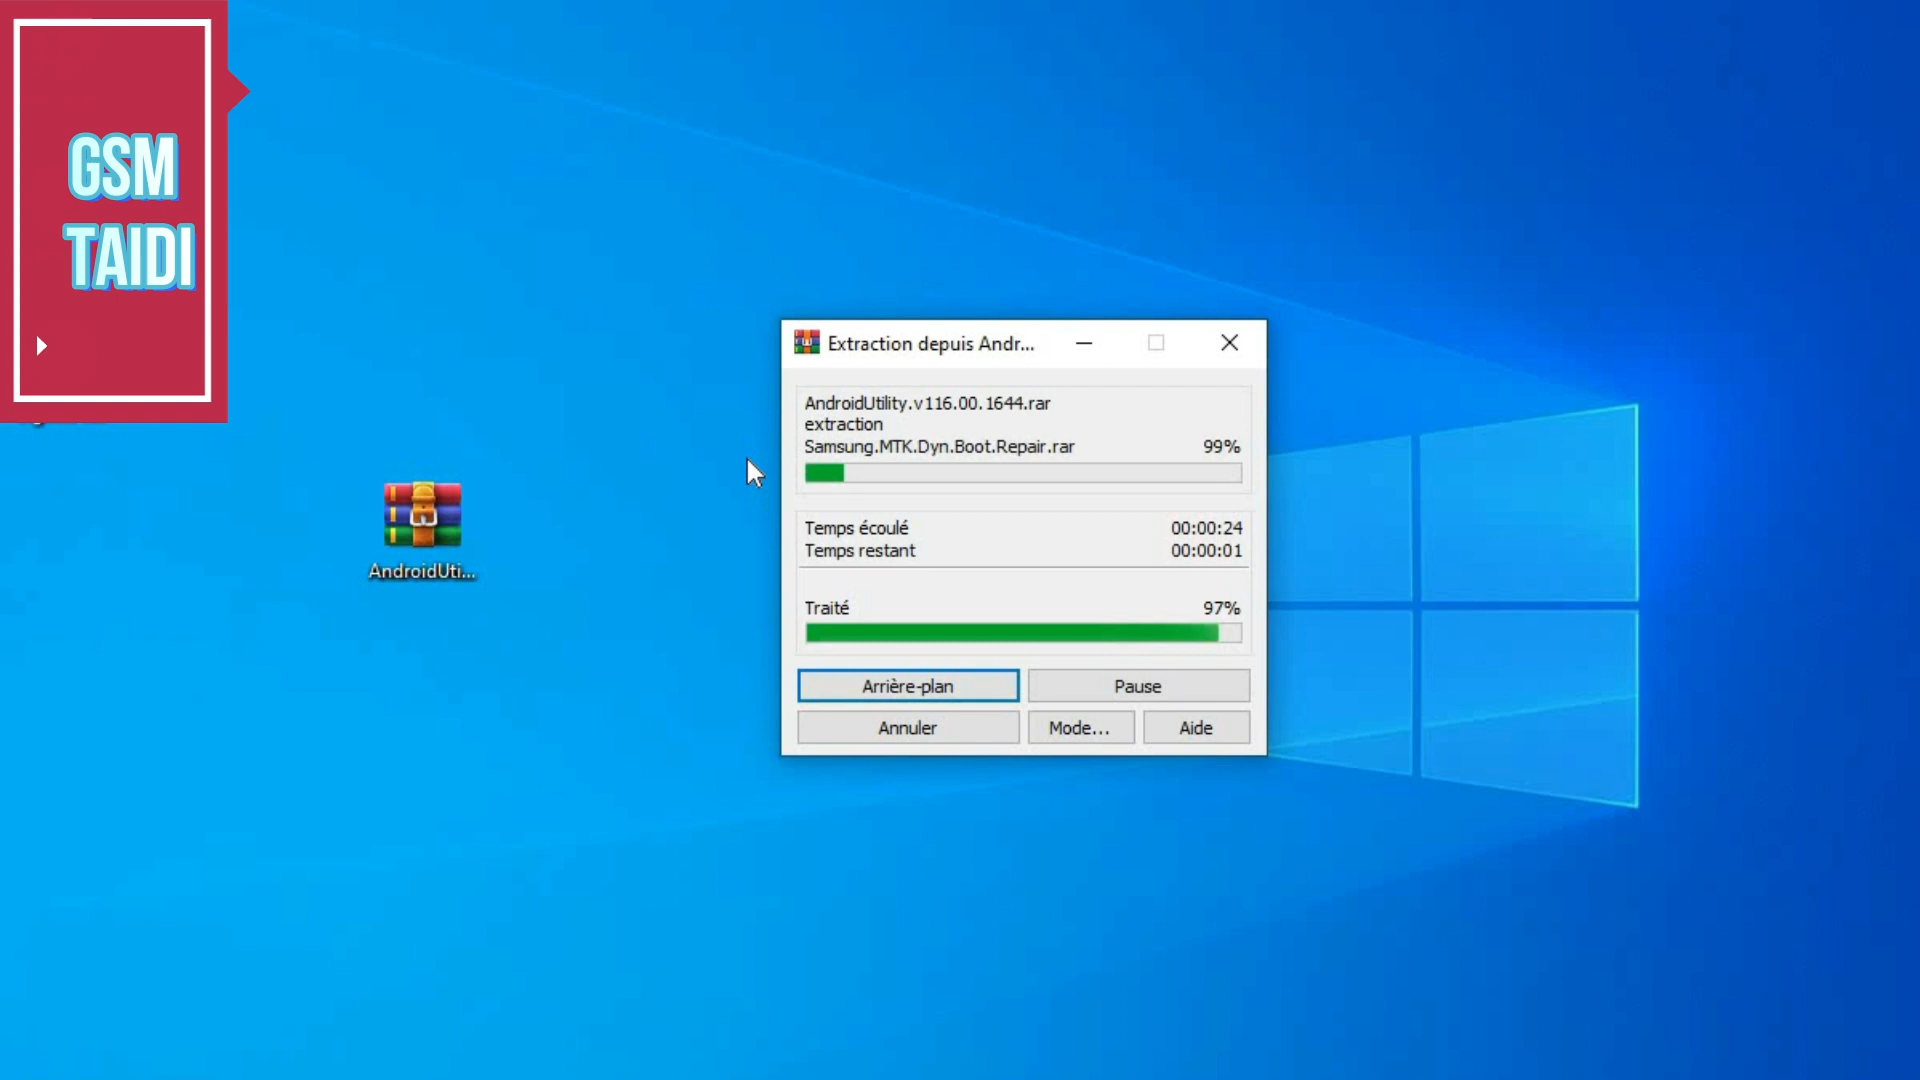 GSM
TAIDI
AndroidUti...
Extraction depuis Andr...
AndroidUtility.v116.00.1644.rar
extraction
Samsung.MTK.Dyn.Boot.Repair.rar 99%
Temps écoulé 00:00:24
Temps restant 00:00:01
Traité 97%
Arrière-plan Pause
Annuler Mode... Aide